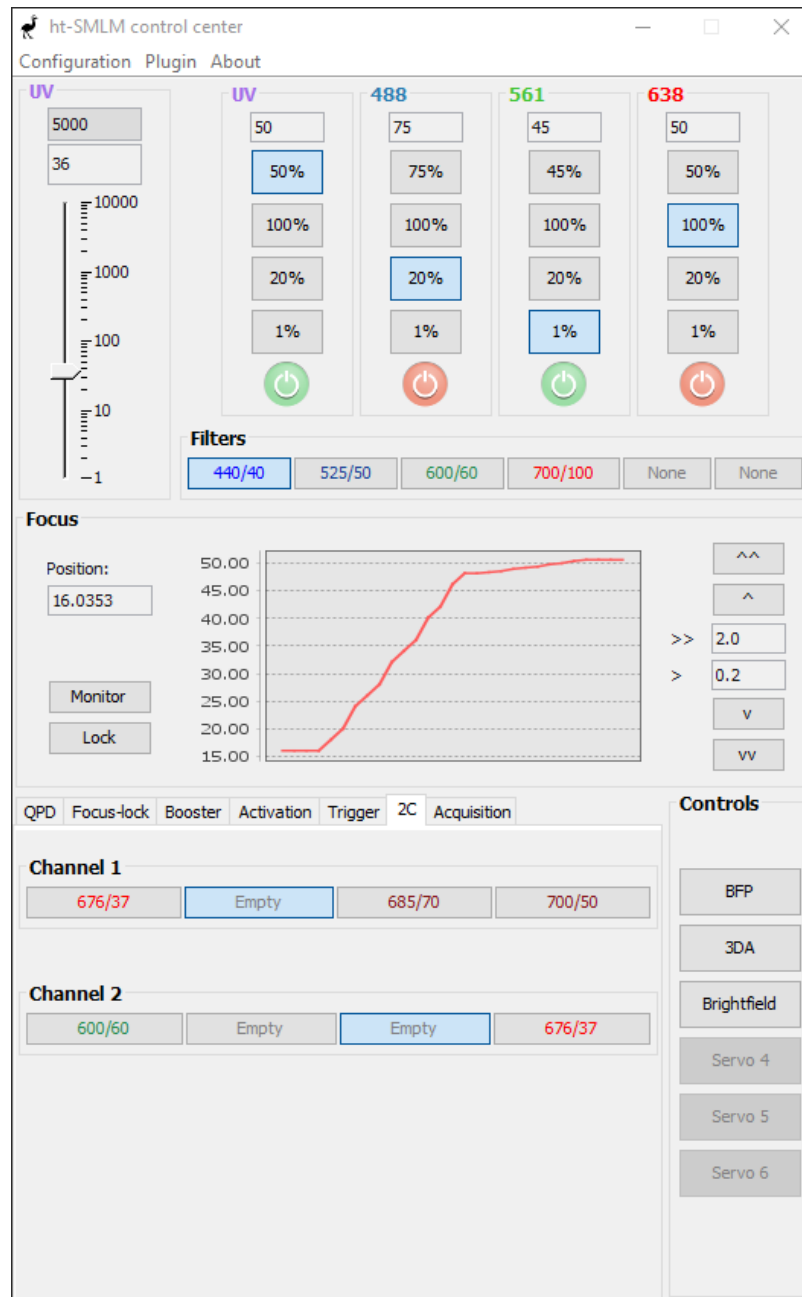 ht-SMLM control center
Configuration Plugin About
UV
5000
36
10000
1000
100
10
1
UV 488 561 638
50 75 45 50
50% 75% 45% 50%
100% 100% 100% 100%
20% 20% 20% 20%
1% 1% 1% 1%
Filters
440/40 525/50 600/60 700/100 None None
Focus
Position:
16.0353
Monitor
Lock
50.00
45.00
40.00
35.00
30.00
25.00
20.00
15.00
^^
^
>> 2.0
> 0.2
v
vv
QPD Focus-lock Booster Activation Trigger 2C Acquisition
Channel 1
676/37 Empty 685/70 700/50
Channel 2
600/60 Empty Empty 676/37
Controls
BFP
3DA
Brightfield
Servo 4
Servo 5
Servo 6